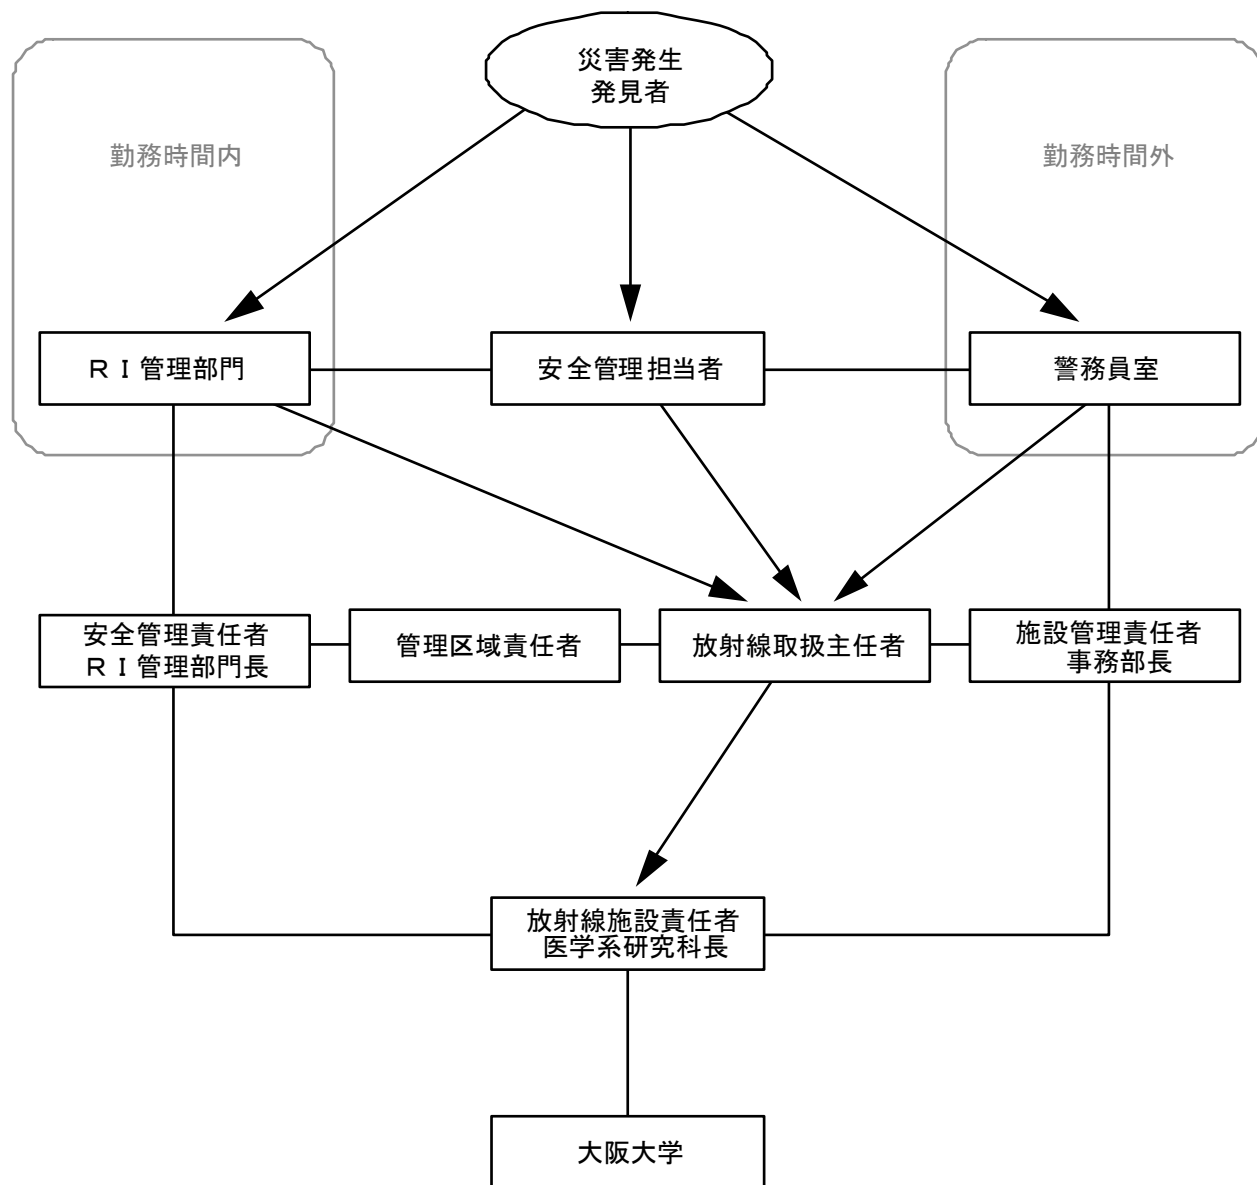 災害発生
発見者
勤務時間内
勤務時間外
ＲＩ管理部門
安全管理担当者
警務員室
安全管理責任者
ＲＩ管理部門長
管理区域責任者
放射線取扱主任者
施設管理責任者
事務部長
放射線施設責任者
医学系研究科長
大阪大学